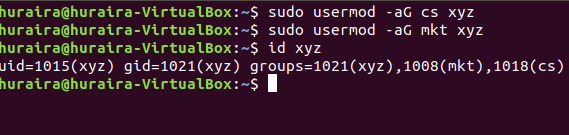 huraira@huraira-VirtualBox:~$ sudo usermod -aG cs xyz
huraira@huraira-VirtualBox:~$ sudo usermod -aG mkt xyz
huraira@huraira-VirtualBox:~$ id xyz
uid=1015(xyz) gid=1021(xyz) groups=1021(xyz),1008(mkt),1018(cs)
huraira@huraira-VirtualBox:~$